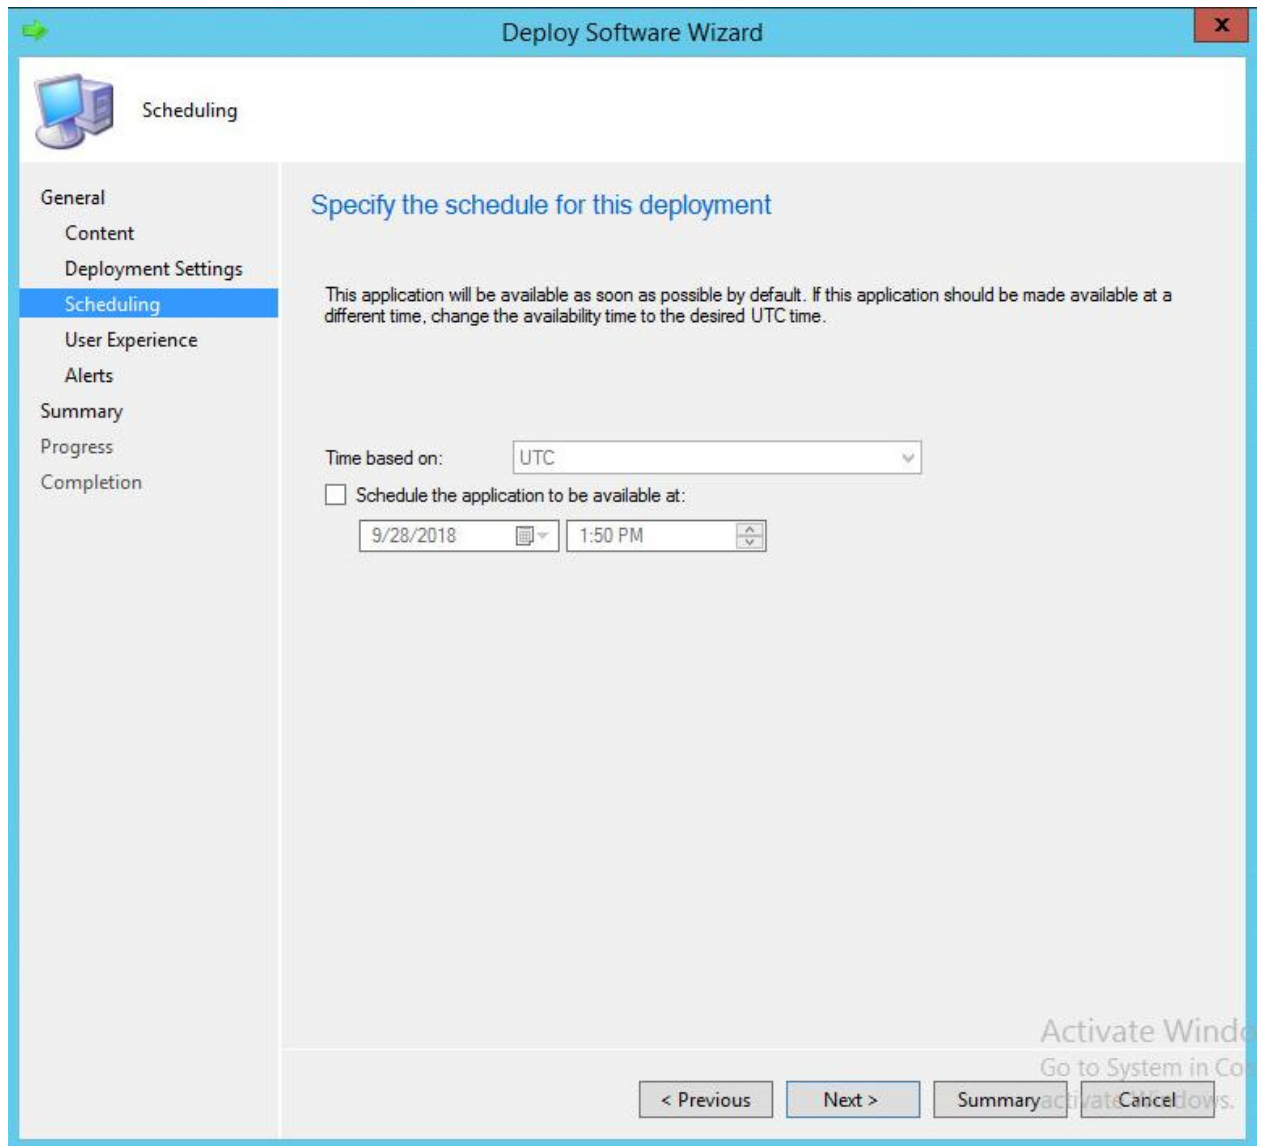 Deploy Software Wizard
X
Scheduling
General
Content
Deployment Settings
Scheduling
User Experience
Alerts
Summary
Progress
Completion
Specify the schedule for this deployment
This application will be available as soon as possible by default. If this application should be made available at a
different time, change the availability time to the desired UTC time.
Time based on:
UTC
Schedule the application to be available at:
9/28/2018
1:50 PM
Activate Windo
Go to System in Co
activate Windows.
< Previous
Next >
Summary
Cancel